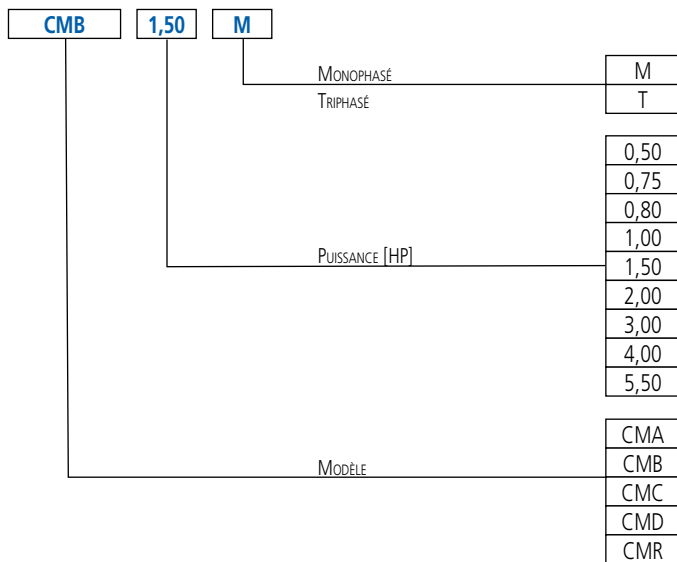 CMB 1,50 M
Monophasé M
Triphasé T
0,50
0,75
0,80
1,00
Puissance [HP] 1,50
2,00
3,00
4,00
5,50
CMA
Modèle CMB
CMC
CMD
CMR